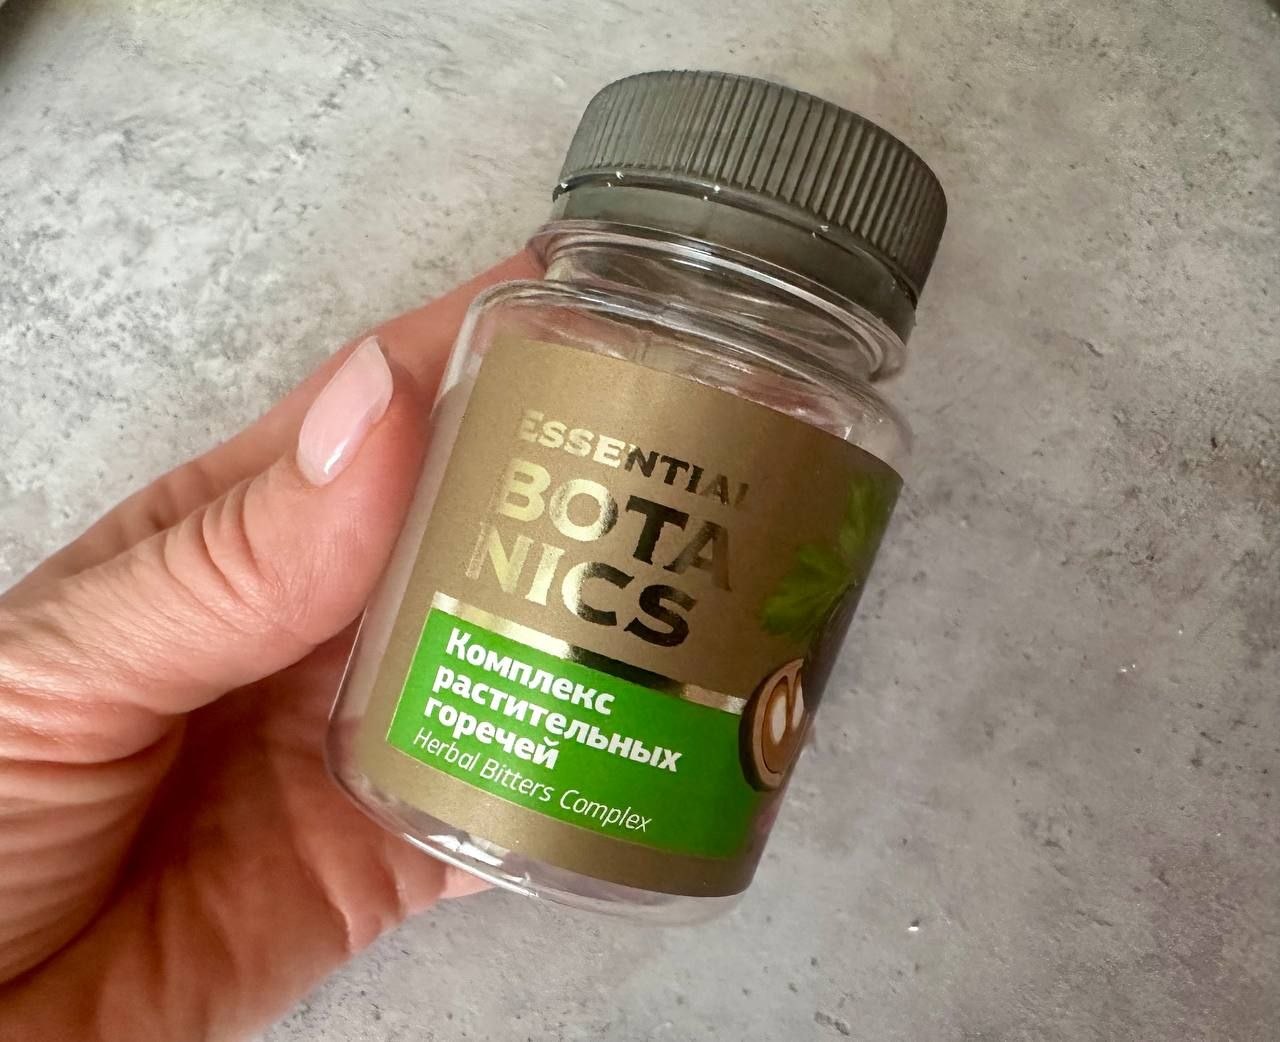 ESSENTIAL
BOTA
NICS
Комплекс
растительных
горечей
Herbal Bitters Complex